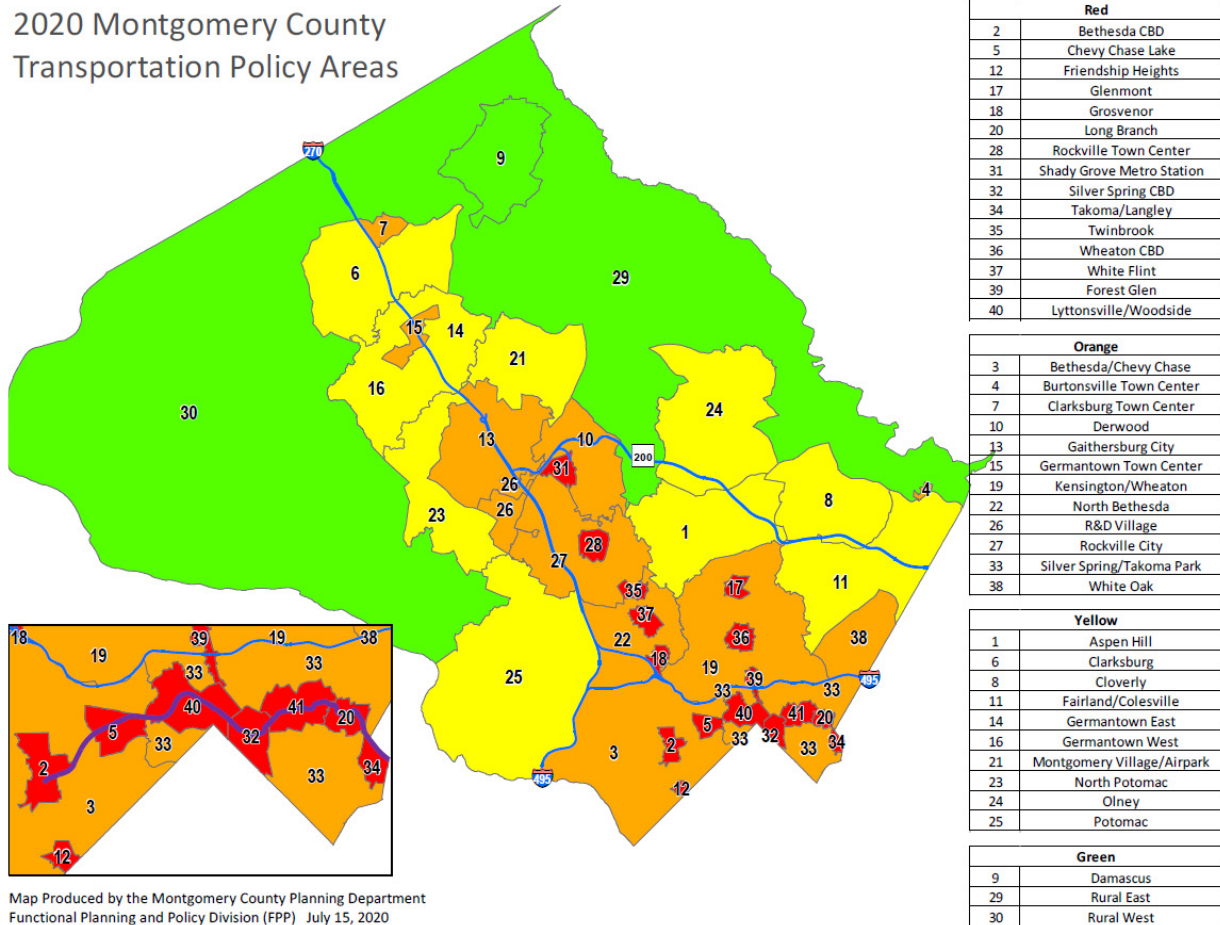 2020 Montgomery County
Transportation Policy Areas
Red
2 Bethesda CBD
5 Chevy Chase Lake
12 Friendship Heights
17 Glenmont
18 Grosvenor
20 Long Branch
28 Rockville Town Center
31 Shady Grove Metro Station
32 Silver Spring CBD
34 Takoma/Langley
35 Twinbrook
36 Wheaton CBD
37 White Flint
39 Forest Glen
40 Lyttonsville/Woodside
Orange
3 Bethesda/Chevy Chase
4 Burtonsville Town Center
7 Clarksburg Town Center
10 Derwood
13 Gaithersburg City
15 Germantown Town Center
19 Kensington/Wheaton
22 North Bethesda
26 R&D Village
27 Rockville City
33 Silver Spring/Takoma Park
38 White Oak
Yellow
1 Aspen Hill
6 Clarksburg
8 Cloverly
11 Fairland/Colesville
14 Germantown East
16 Germantown West
21 Montgomery Village/Airpark
23 North Potomac
24 Olney
25 Potomac
Green
9 Damascus
29 Rural East
30 Rural West
270
9
7
6
29
15
14
21
16
30
24
13
10
200
31
26
26
4
8
23
1
28
27
11
35
17
37
22
36
38
18
19
25
39
495
33
33
40
41
20
5
32
33
33
34
2
3
12
495
18
39
19
38
19
33
33
40
41
20
5
32
33
2
33
34
3
12
Map Produced by the Montgomery County Planning Department
Functional Planning and Policy Division (FPP) July 15, 2020